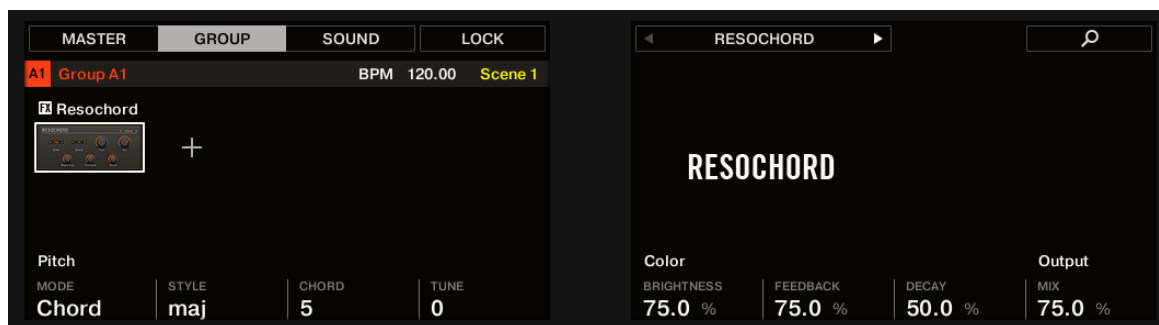 MASTER GROUP SOUND LOCK
A1 Group A1 BPM 120.00 Scene 1
FX Resochord
RESOCHORD
Pitch
MODE STYLE CHORD TUNE
Chord maj 5 0
RESOCHORD
RESOCHORD
Color Output
BRIGHTNESS FEEDBACK DECAY MIX
75.0 % 75.0 % 50.0 % 75.0 %